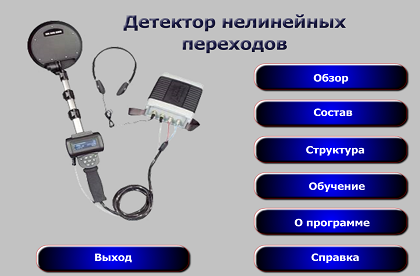 Детектор нелинейных
переходов
Обзор
Состав
Структура
Обучение
О программе
Выход
Справка